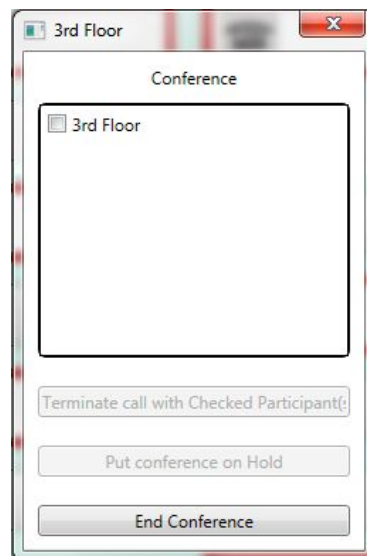 3rd Floor
Conference
3rd Floor
Terminate call with Checked Participant(s
Put conference on Hold
End Conference